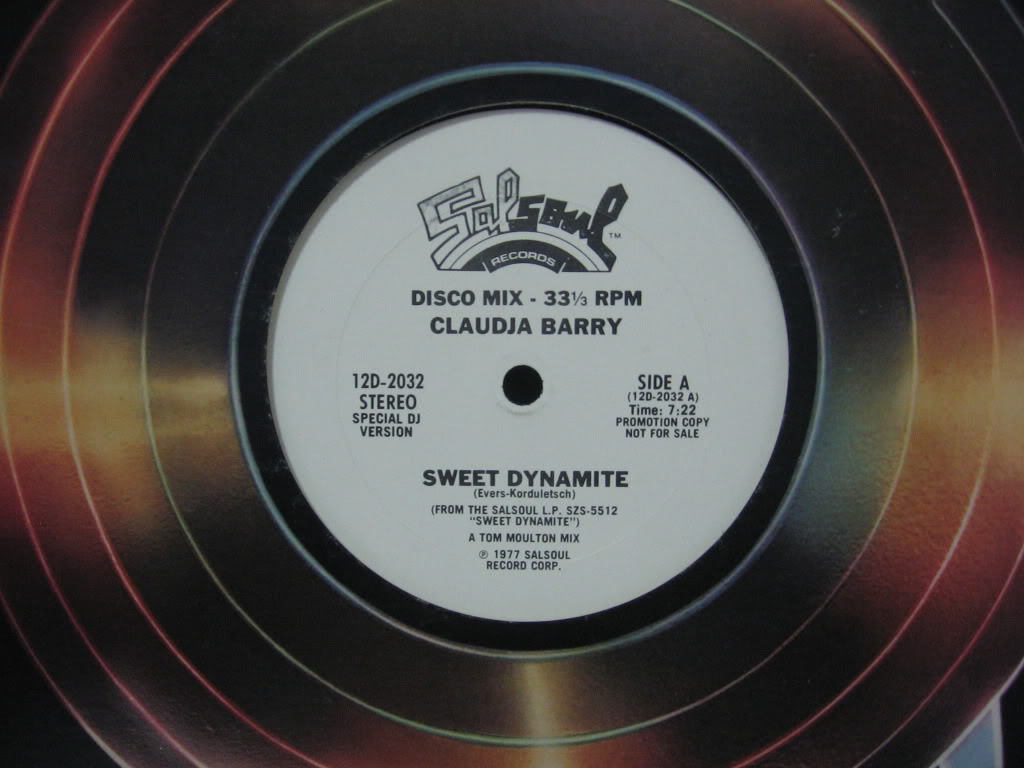 Salsoul™
RECORDS
DISCO MIX - 33⅓ RPM
CLAUDJA BARRY
12D-2032
STEREO
SPECIAL DJ
VERSION
SIDE A
(12D-2032 A)
Time: 7:22
PROMOTION COPY
NOT FOR SALE
SWEET DYNAMITE
(Evers-Korduletsch)
(FROM THE SALSOUL L.P. SZS-5512
"SWEET DYNAMITE")
A TOM MOULTON MIX
℗ 1977 SALSOUL
RECORD CORP.